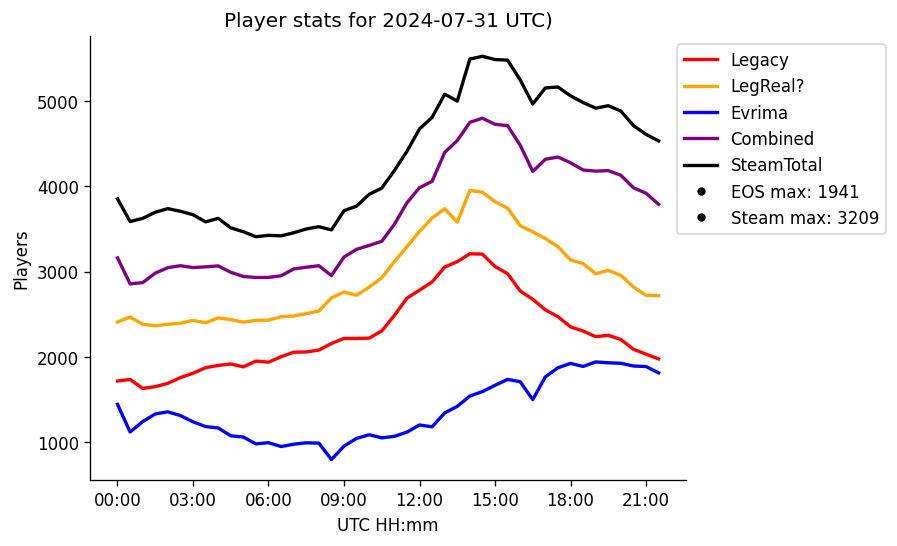 Player stats for 2024-07-31 UTC)
Legacy
LegReal?
Evrima
Combined
SteamTotal
EOS max: 1941
Steam max: 3209
Players
5000
4000
3000
2000
1000
00:00 03:00 06:00 09:00 12:00 15:00 18:00 21:00
UTC HH:mm